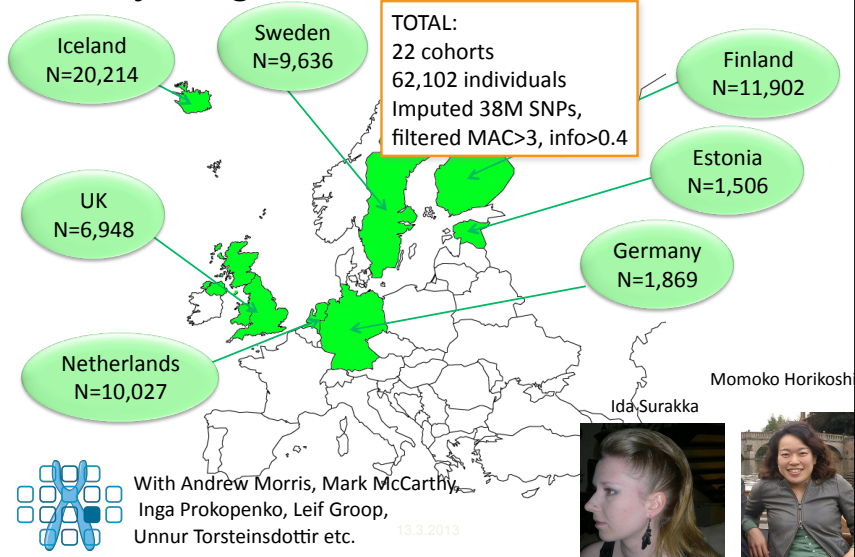 Iceland
N=20,214
Sweden
N=9,636
TOTAL:
22 cohorts
62,102 individuals
Imputed 38M SNPs,
filtered MAC>3, info>0.4
Finland
N=11,902
Estonia
N=1,506
UK
N=6,948
Germany
N=1,869
Netherlands
N=10,027
Momoko Horikoshi
Ida Surakka
With Andrew Morris, Mark McCarthy,
Inga Prokopenko, Leif Groop,
Unnur Torsteinsdottir etc.
13.3.2013